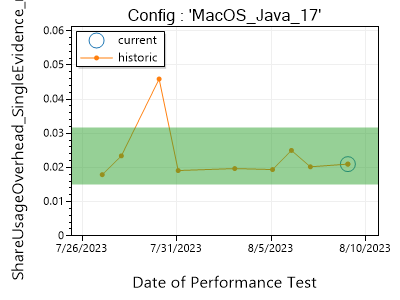 Config : 'MacOS_Java_17'
ShareUsageOverhead_SingleEvidence_
current
historic
0.06
0.05
0.04
0.03
0.02
0.01
0
7/26/2023 7/31/2023 8/5/2023 8/10/2023
Date of Performance Test